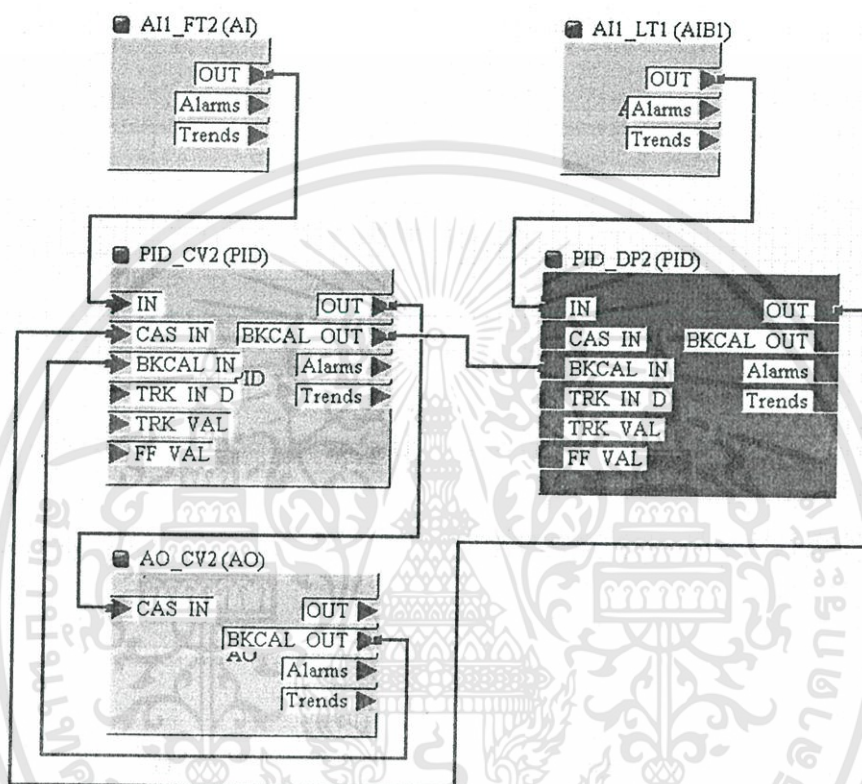 AI1_FT2 (AI)
OUT
Alarms
Trends
AI1_LT1 (AIB1)
OUT
Alarms
Trends
PID_CV2 (PID)
IN
CAS IN
BKCAL IN
TRK IN D
TRK VAL
FF VAL
OUT
BKCAL OUT
Alarms
Trends
PID
PID_DP2 (PID)
IN
CAS IN
BKCAL IN
TRK IN D
TRK VAL
FF VAL
OUT
BKCAL OUT
Alarms
Trends
AO_CV2 (AO)
CAS IN
OUT
BKCAL OUT
AO
Alarms
Trends